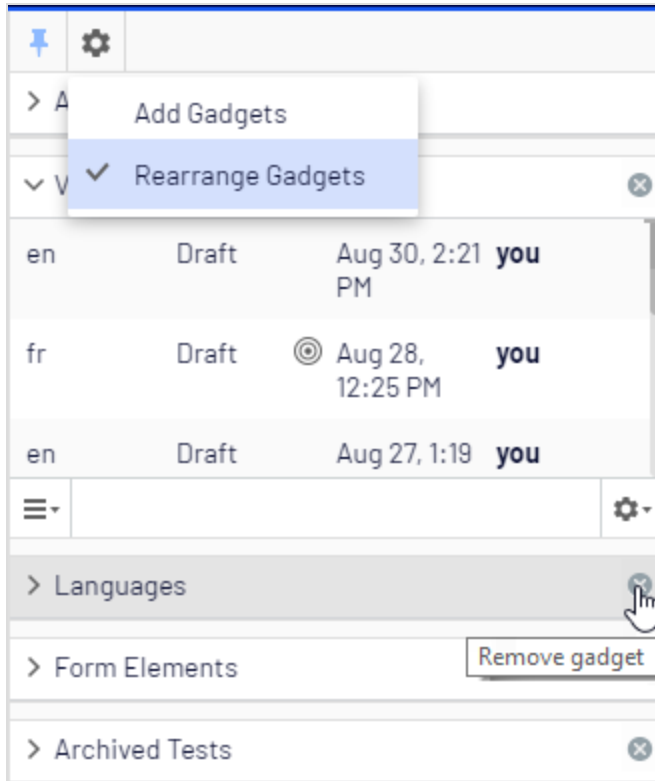 A
Add Gadgets
Rearrange Gadgets
V
en Draft Aug 30, 2:21 PM you
fr Draft Aug 28, 12:25 PM you
en Draft Aug 27, 1:19 you
Languages
Remove gadget
Form Elements
Archived Tests